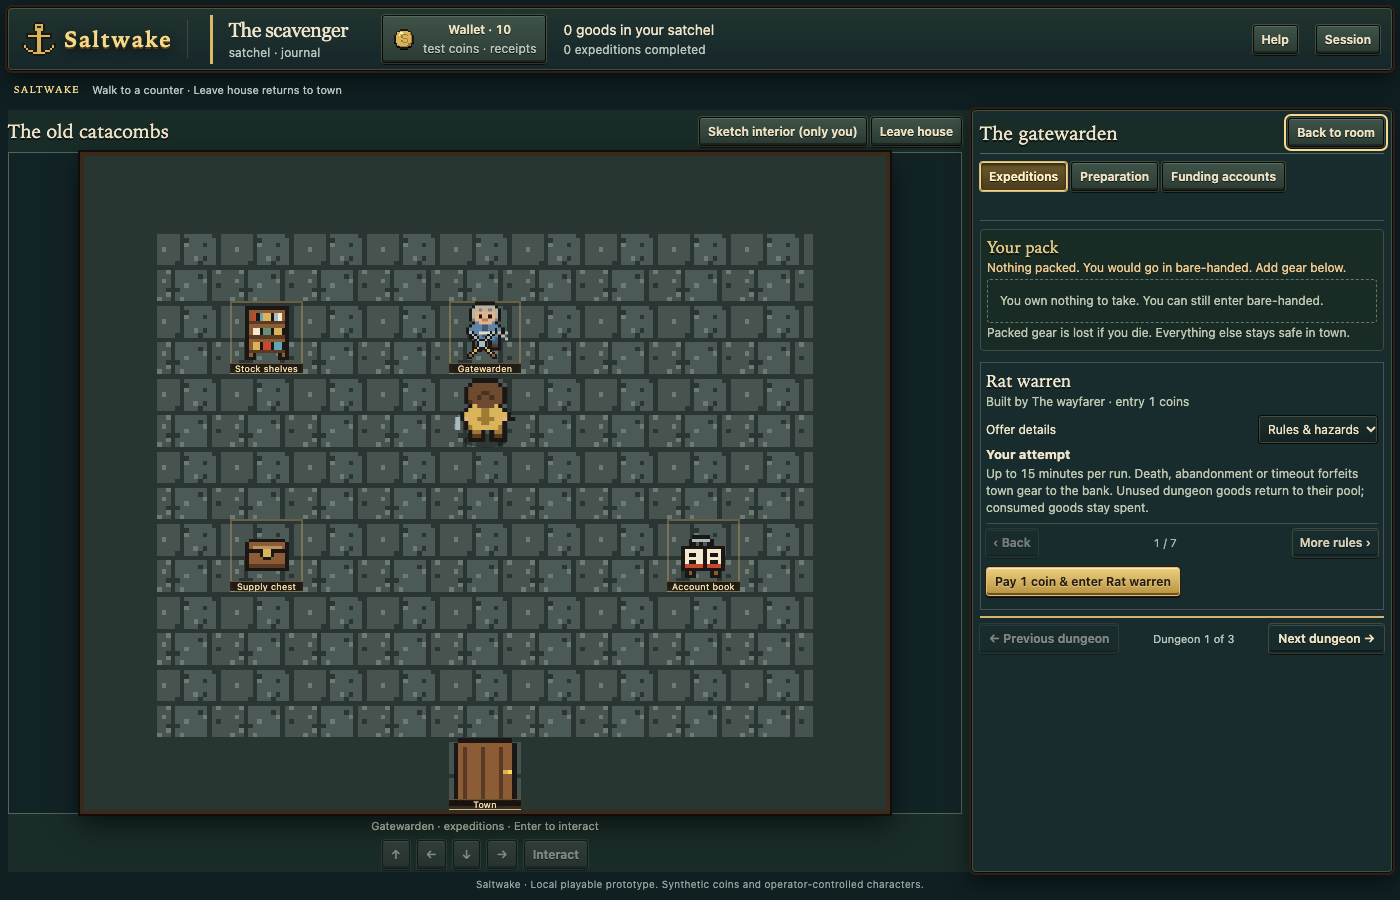 Saltwake
The scavenger
satchel · journal
Wallet · 10
test coins · receipts
0 goods in your satchel
0 expeditions completed
Help
Session
SALTWAKE Walk to a counter · Leave house returns to town
The old catacombs
Sketch interior (only you)
Leave house
Stock shelves
Gatewarden
Supply chest
Account book
Town
Gatewarden · expeditions · Enter to interact
↑ ← ↓ → Interact
The gatewarden
Back to room
Expeditions
Preparation
Funding accounts
Your pack
Nothing packed. You would go in bare-handed. Add gear below.
You own nothing to take. You can still enter bare-handed.
Packed gear is lost if you die. Everything else stays safe in town.
Rat warren
Built by The wayfarer · entry 1 coins
Offer details
Rules & hazards
Your attempt
Up to 15 minutes per run. Death, abandonment or timeout forfeits
town gear to the bank. Unused dungeon goods return to their pool;
consumed goods stay spent.
‹ Back
1 / 7
More rules ›
Pay 1 coin & enter Rat warren
← Previous dungeon
Dungeon 1 of 3
Next dungeon →
Saltwake · Local playable prototype. Synthetic coins and operator-controlled characters.